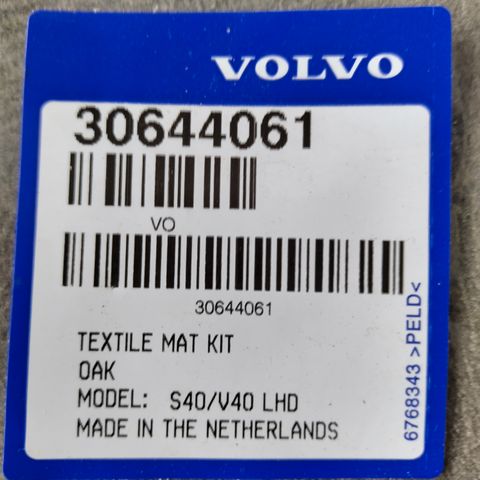 VOLVO
30644061
VO
30644061
TEXTILE MAT KIT
OAK
MODEL: S40/V40 LHD
MADE IN THE NETHERLANDS
6768343 >PELD<